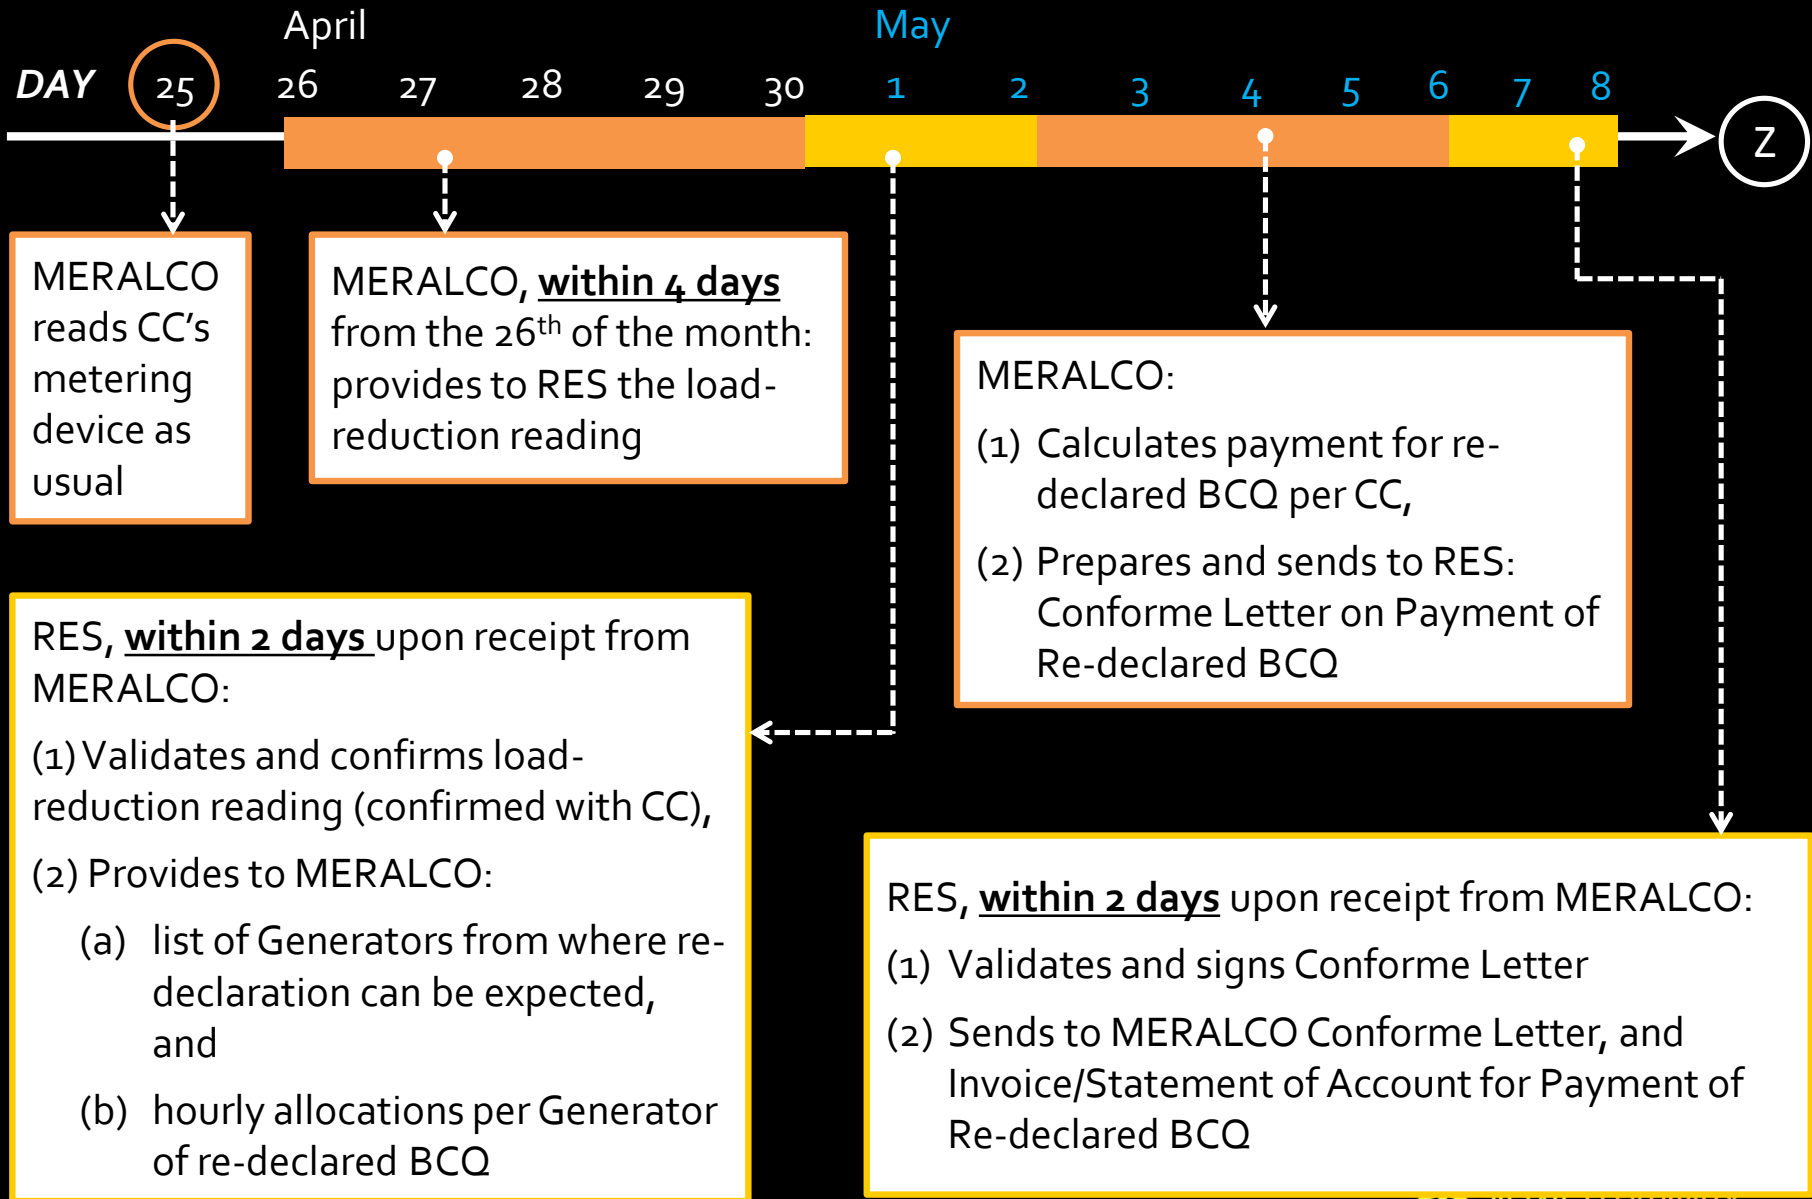 April May
DAY 25 26 27 28 29 30 1 2 3 4 5 6 7 8
Z
MERALCO
reads CC’s
metering
device as
usual
MERALCO, within 4 days
from the 26th of the month:
provides to RES the load-
reduction reading
MERALCO:
(1) Calculates payment for re-
declared BCQ per CC,
(2) Prepares and sends to RES:
Conforme Letter on Payment of
Re-declared BCQ
RES, within 2 days upon receipt from
MERALCO:
(1) Validates and confirms load-
reduction reading (confirmed with CC),
(2) Provides to MERALCO:
(a) list of Generators from where re-
declaration can be expected,
and
(b) hourly allocations per Generator
of re-declared BCQ
RES, within 2 days upon receipt from MERALCO:
(1) Validates and signs Conforme Letter
(2) Sends to MERALCO Conforme Letter, and
Invoice/Statement of Account for Payment of
Re-declared BCQ